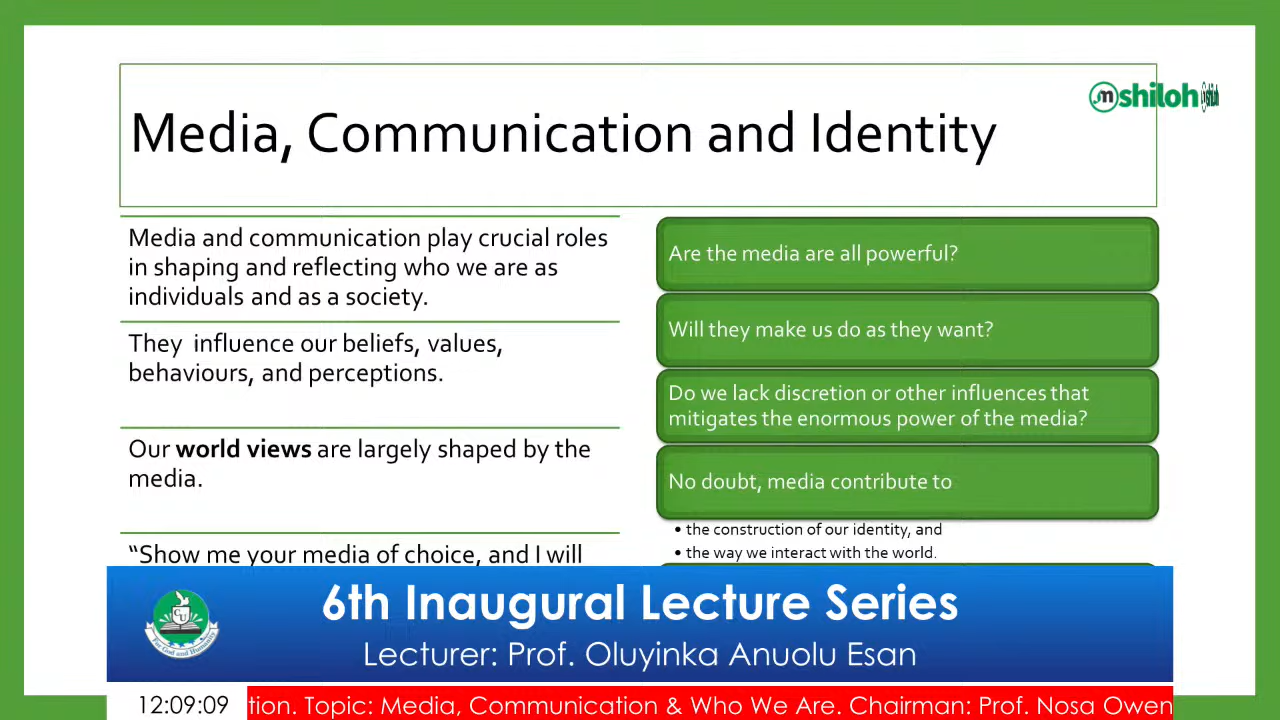 Media, Communication and Identity
shiloh
Media and communication play crucial roles
in shaping and reflecting who we are as
individuals and as a society.
They influence our beliefs, values,
behaviours, and perceptions.
Our world views are largely shaped by the
media.
“Show me your media of choice, and I will
Are the media are all powerful?
Will they make us do as they want?
Do we lack discretion or other influences that
mitigates the enormous power of the media?
No doubt, media contribute to
• the construction of our identity, and
• the way we interact with the world.
CU
For God and Humanity
6th Inaugural Lecture Series
Lecturer: Prof. Oluyinka Anuolu Esan
12:09:09
tion. Topic: Media, Communication & Who We Are. Chairman: Prof. Nosa Owen